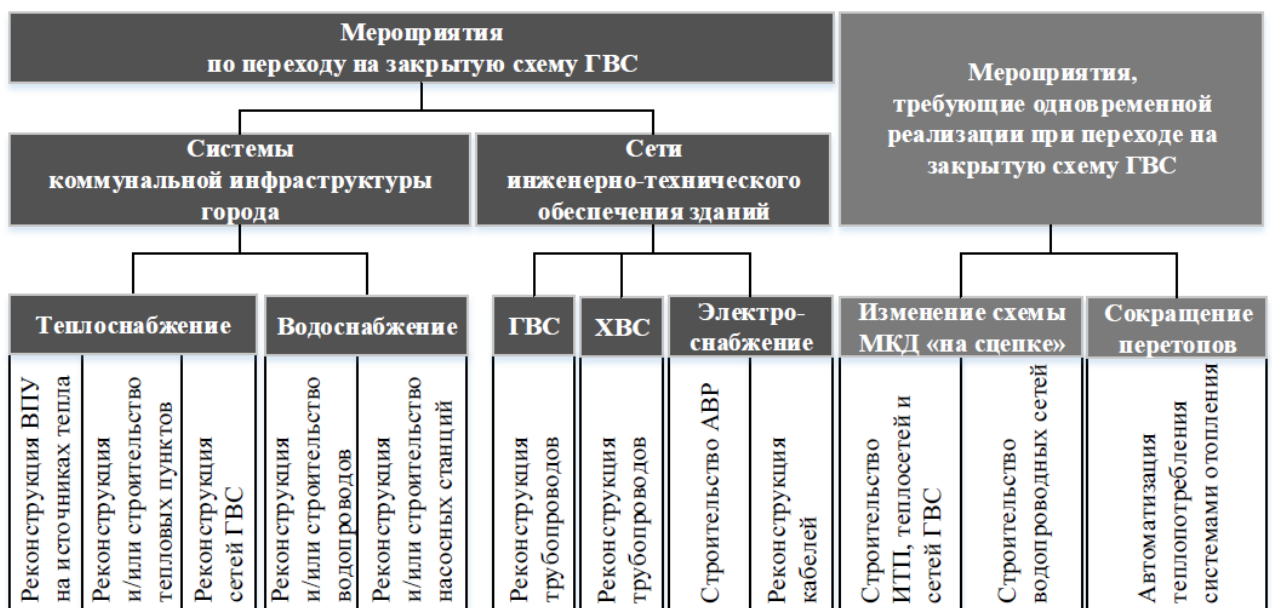 Мероприятия
по переходу на закрытую схему ГВС
Мероприятия,
требующие одновременной
реализации при переходе на
закрытую схему ГВС
Системы
коммунальной инфраструктуры
города
Сети
инженерно-технического
обеспечения зданий
Теплоснабжение
Водоснабжение
ГВС
ХВС
Электро-
снабжение
Изменение схемы
МКД «на сцепке»
Сокращение
перетопов
Реконструкция ВПУ
на источниках тепла
Реконструкция
и/или строительство
тепловых пунктов
Реконструкция
сетей ГВС
Реконструкция
и/или строительство
водопроводов
Реконструкция
и/или строительство
насосных станций
Реконструкция
трубопроводов
Реконструкция
трубопроводов
Строительство АВР
Реконструкция
кабелей
Строительство
ИТП, теплосетей и
сетей ГВС
Строительство
водопроводных сетей
Автоматизация
теплопотребления
системами отопления